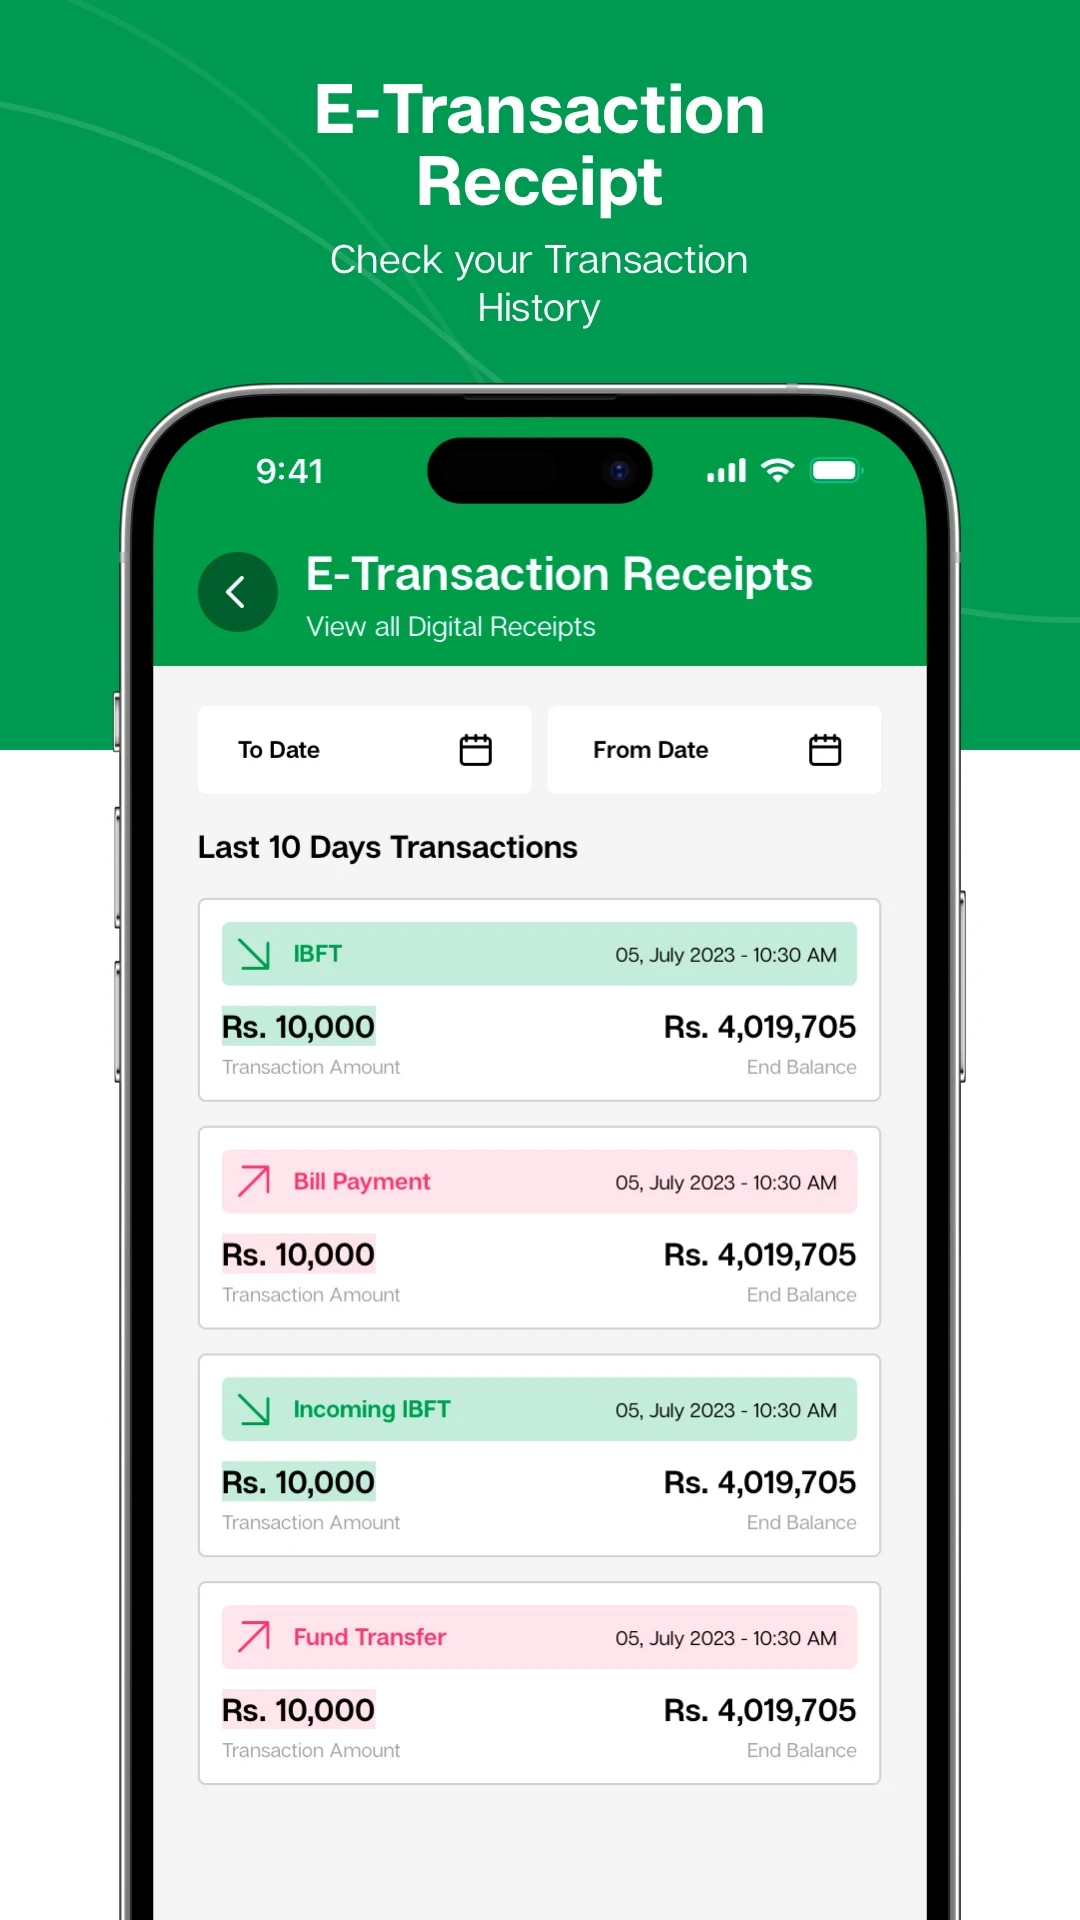 E-Transaction
Receipt
Check your Transaction
History
9:41
E-Transaction Receipts
View all Digital Receipts
To Date
From Date
Last 10 Days Transactions
IBFT 05, July 2023 - 10:30 AM
Rs. 10,000 Rs. 4,019,705
Transaction Amount End Balance
Bill Payment 05, July 2023 - 10:30 AM
Rs. 10,000 Rs. 4,019,705
Transaction Amount End Balance
Incoming IBFT 05, July 2023 - 10:30 AM
Rs. 10,000 Rs. 4,019,705
Transaction Amount End Balance
Fund Transfer 05, July 2023 - 10:30 AM
Rs. 10,000 Rs. 4,019,705
Transaction Amount End Balance